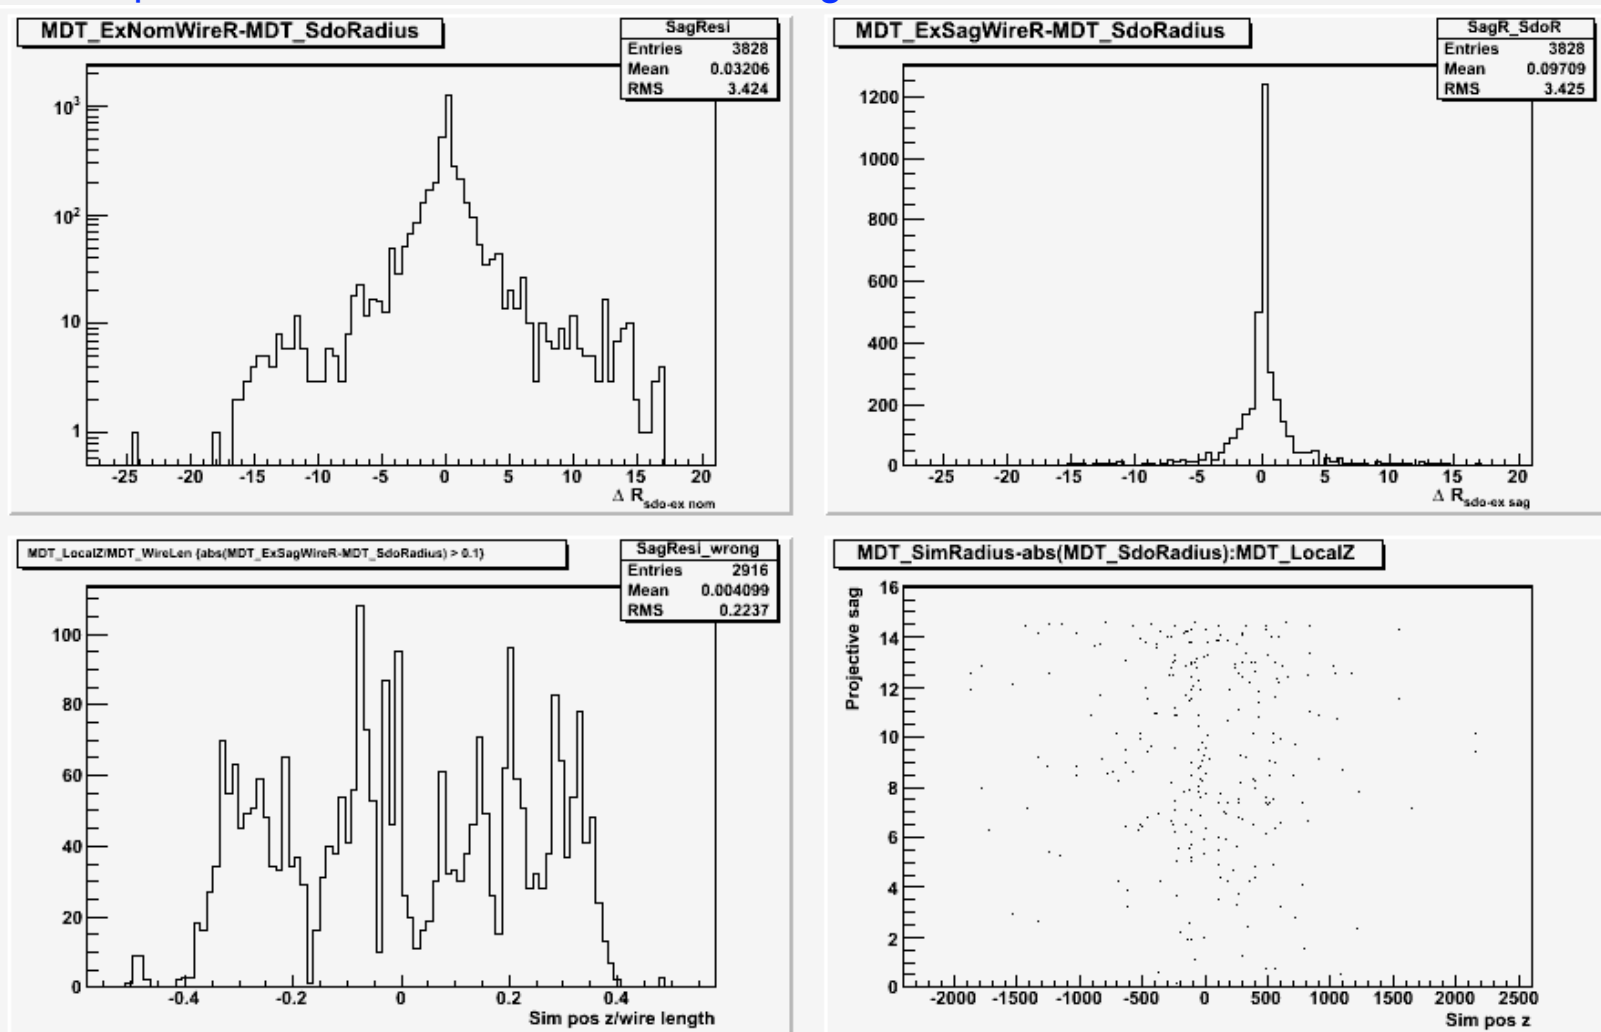 MDT_ExNomWireR-MDT_SdoRadius
SagResi
Entries 3828
Mean 0.03206
RMS 3.424
10³
10²
10
1
-25 -20 -15 -10 -5 0 5 10 15 20
Δ R sdo-ex nom
MDT_ExSagWireR-MDT_SdoRadius
SagR_SdoR
Entries 3828
Mean 0.09709
RMS 3.425
1200
1000
800
600
400
200
0
-25 -20 -15 -10 -5 0 5 10 15 20
Δ R sdo-ex sag
MDT_LocalZ/MDT_WireLen {abs(MDT_ExSagWireR-MDT_SdoRadius) > 0.1}
SagResi_wrong
Entries 2916
Mean 0.004099
RMS 0.2237
100
80
60
40
20
0
-0.4 -0.2 0 0.2 0.4
Sim pos z/wire length
MDT_SimRadius-abs(MDT_SdoRadius):MDT_LocalZ
Projective sag
16
14
12
10
8
6
4
2
0
-2000 -1500 -1000 -500 0 500 1000 1500 2000 2500
Sim pos z